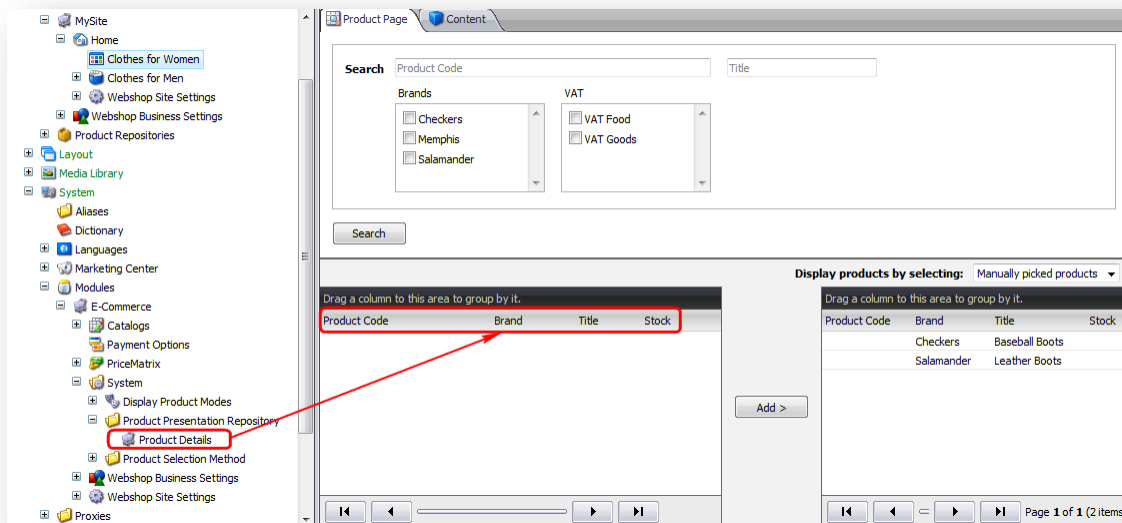 MySite
Home
Clothes for Women
Clothes for Men
Webshop Site Settings
Webshop Business Settings
Product Repositories
Layout
Media Library
System
Aliases
Dictionary
Languages
Marketing Center
Modules
E-Commerce
Catalogs
Payment Options
PriceMatrix
System
Display Product Modes
Product Presentation Repository
Product Details
Product Selection Method
Webshop Business Settings
Webshop Site Settings
Proxies
Product Page Content
Search Product Code Title
Brands VAT
Checkers VAT Food
Memphis VAT Goods
Salamander
Search
Display products by selecting: Manually picked products
Drag a column to this area to group by it.
Product Code Brand Title Stock
Add >
Drag a column to this area to group by it.
Product Code Brand Title Stock
Checkers Baseball Boots
Salamander Leather Boots
Page 1 of 1 (2 items